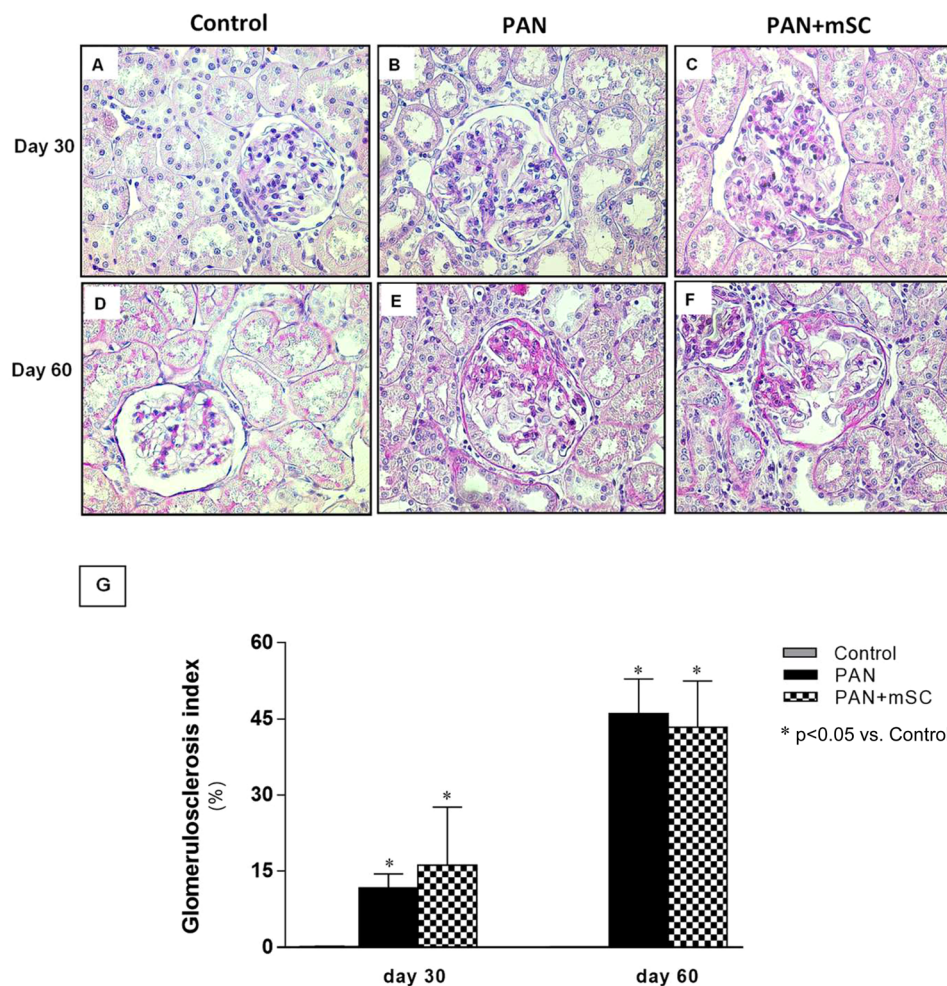 Control PAN PAN+mSC
A B C
Day 30
D E F
Day 60
G
60
45
30
15
0
Glomerulosclerosis index
(%)
* *
* *
day 30 day 60
Control
PAN
PAN+mSC
* p<0.05 vs. Contro